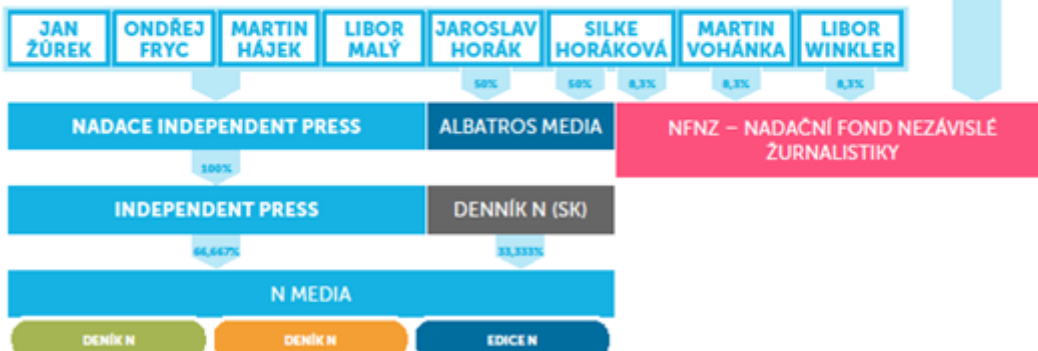 JAN
ŽŮREK
ONDŘEJ
FRYC
MARTIN
HÁJEK
LIBOR
MALÝ
JAROSLAV
HORÁK
SILKE
HORÁKOVÁ
MARTIN
VOHÁNKA
LIBOR
WINKLER
50%
50%
8,3%
8,3%
8,3%
NADACE INDEPENDENT PRESS
ALBATROS MEDIA
NFNZ – NADAČNÍ FOND NEZÁVISLÉ
ŽURNALISTIKY
100%
INDEPENDENT PRESS
DENNÍK N (SK)
66,667%
33,333%
N MEDIA
DENÍK N
DENÍK N
EDICE N